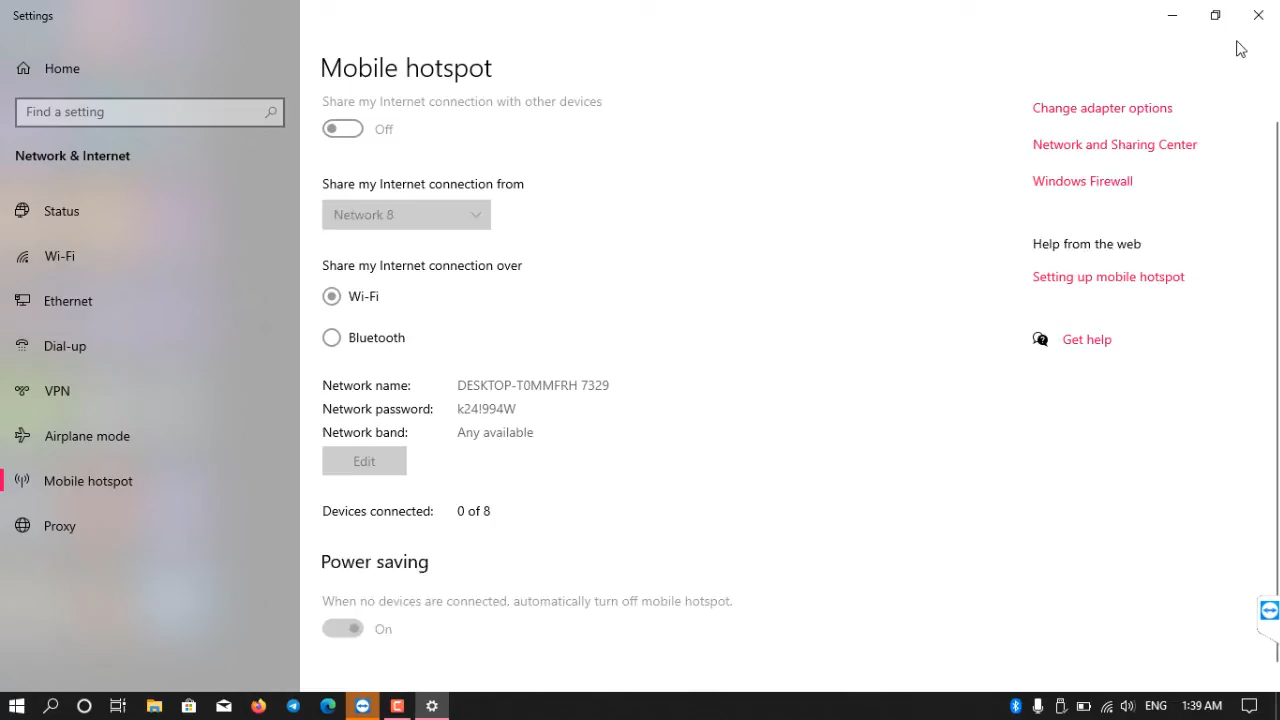 Settings
Home
Find a setting
Network & Internet
Status
Wi-Fi
Ethernet
Dial-up
VPN
Airplane mode
Mobile hotspot
Proxy
Mobile hotspot
Share my Internet connection with other devices
Off
Share my Internet connection from
Network 8
Share my Internet connection over
Wi-Fi
Bluetooth
Network name: DESKTOP-T0MMFRH 7329
Network password: k24!994W
Network band: Any available
Edit
Devices connected: 0 of 8
Power saving
When no devices are connected, automatically turn off mobile hotspot.
On
Change adapter options
Network and Sharing Center
Windows Firewall
Help from the web
Setting up mobile hotspot
Get help
ENG 1:39 AM